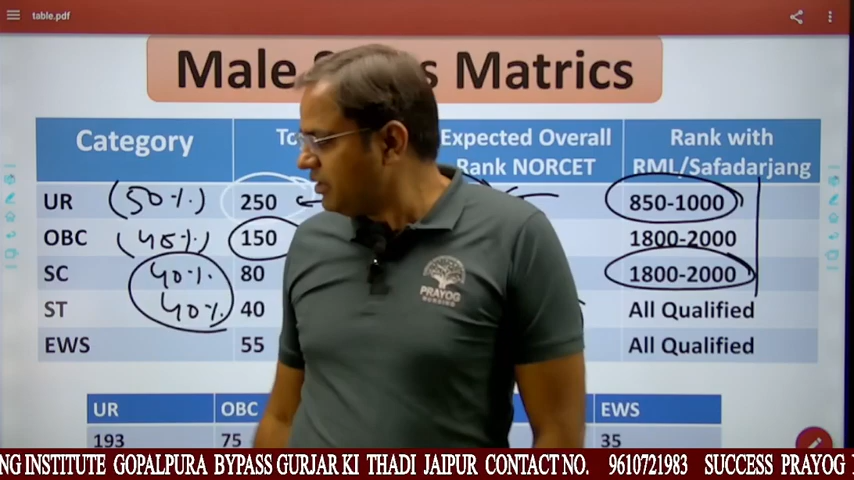 table.pdf
Male Matrics
Category Expected Overall Rank with
Rank NORCET RML/Safadarjang
UR (50%) 250 850-1000
OBC (45%) 150 1800-2000
SC 40%. 80 1800-2000
ST 40%. 40 All Qualified
EWS 55 All Qualified
UR OBC EWS
193 75 35
PRAYOG
NURSING
NG INSTITUTE GOPALPURA BYPASS GURJAR KI THADI JAIPUR CONTACT NO. 9610721983 SUCCESS PRAYOG